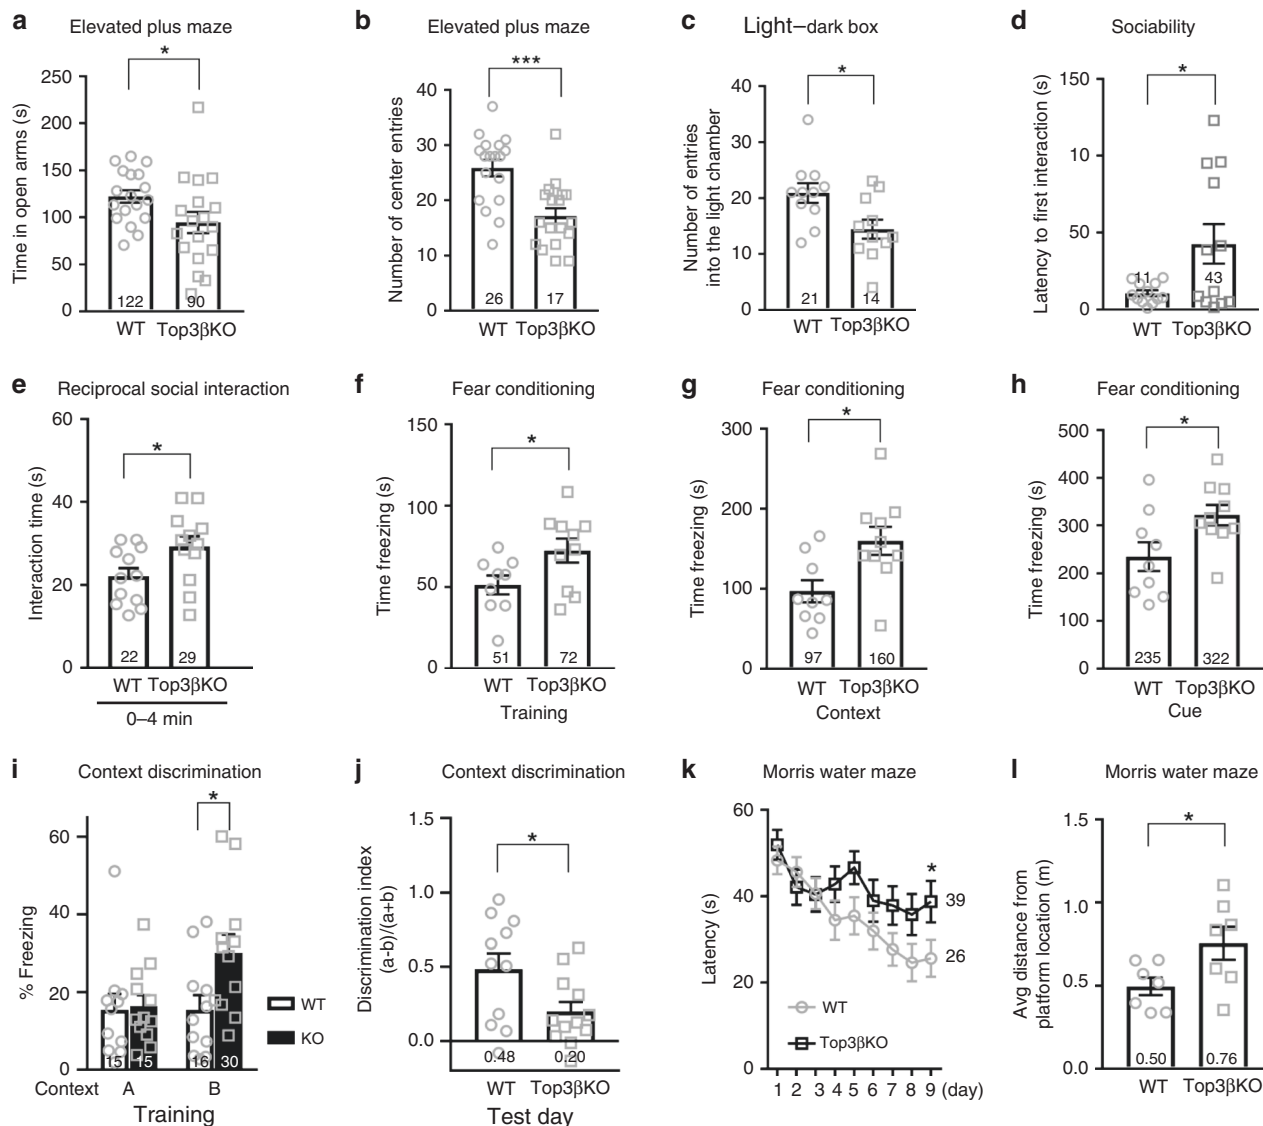 a Elevated plus maze
*
Time in open arms (s)
250
200
150
100
50
0
122 90
WT Top3βKO
b Elevated plus maze
***
Number of center entries
40
30
20
10
0
26 17
WT Top3βKO
c Light–dark box
*
Number of entries
into the light chamber
40
30
20
10
0
21 14
WT Top3βKO
d Sociability
*
Latency to first interaction (s)
150
10
50
0
11 43
WT Top3βKO
e Reciprocal social interaction
*
Interaction time (s)
60
40
20
0
22 29
WT Top3βKO
0–4 min
f Fear conditioning
*
Time freezing (s)
150
100
50
0
51 72
WT Top3βKO
Training
g Fear conditioning
*
Time freezing (s)
300
200
100
0
97 160
WT Top3βKO
Context
h Fear conditioning
*
Time freezing (s)
500
400
300
200
100
0
235 322
WT Top3βKO
Cue
i Context discrimination
*
% Freezing
60
40
20
0
15 15 16 30
WT
KO
Context A B
Training
j Context discrimination
*
Discrimination index
(a-b)/(a+b)
1.5
1.0
0.5
0.0
0.48 0.20
WT Top3βKO
Test day
k Morris water maze
*
Latency (s)
60
40
20
0
39
26
WT
Top3βKO
1 2 3 4 5 6 7 8 9 (day)
l Morris water maze
*
Avg distance from
platform location (m)
1.5
1.0
0.5
0.0
0.50 0.76
WT Top3βKO